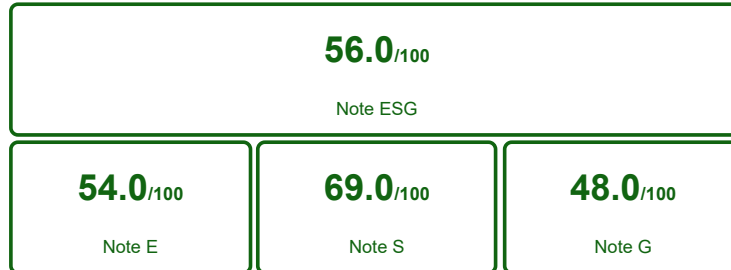 56.0/100
Note ESG
54.0/100
69.0/100
48.0/100
Note E
Note S
Note G